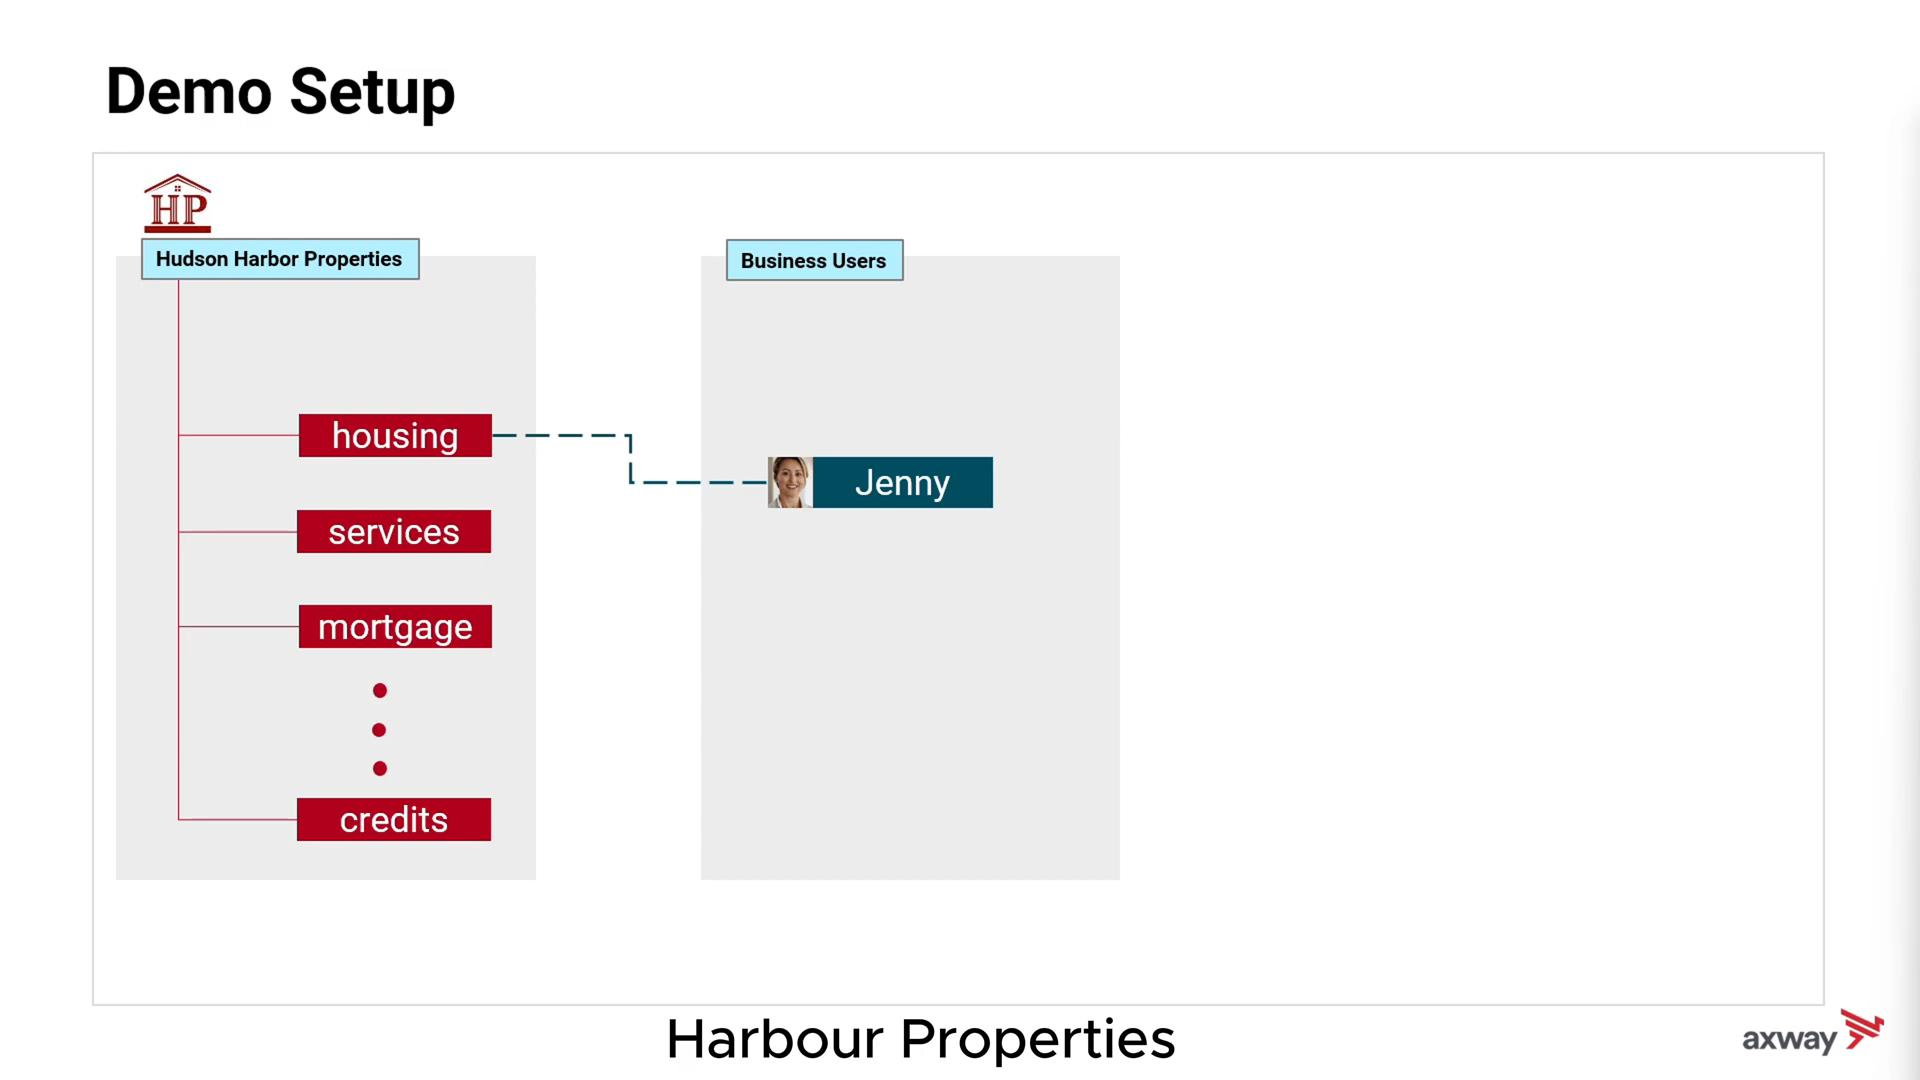 Demo Setup
HP
Hudson Harbor Properties
Business Users
housing
Jenny
services
mortgage
credits
Harbour Properties
axway